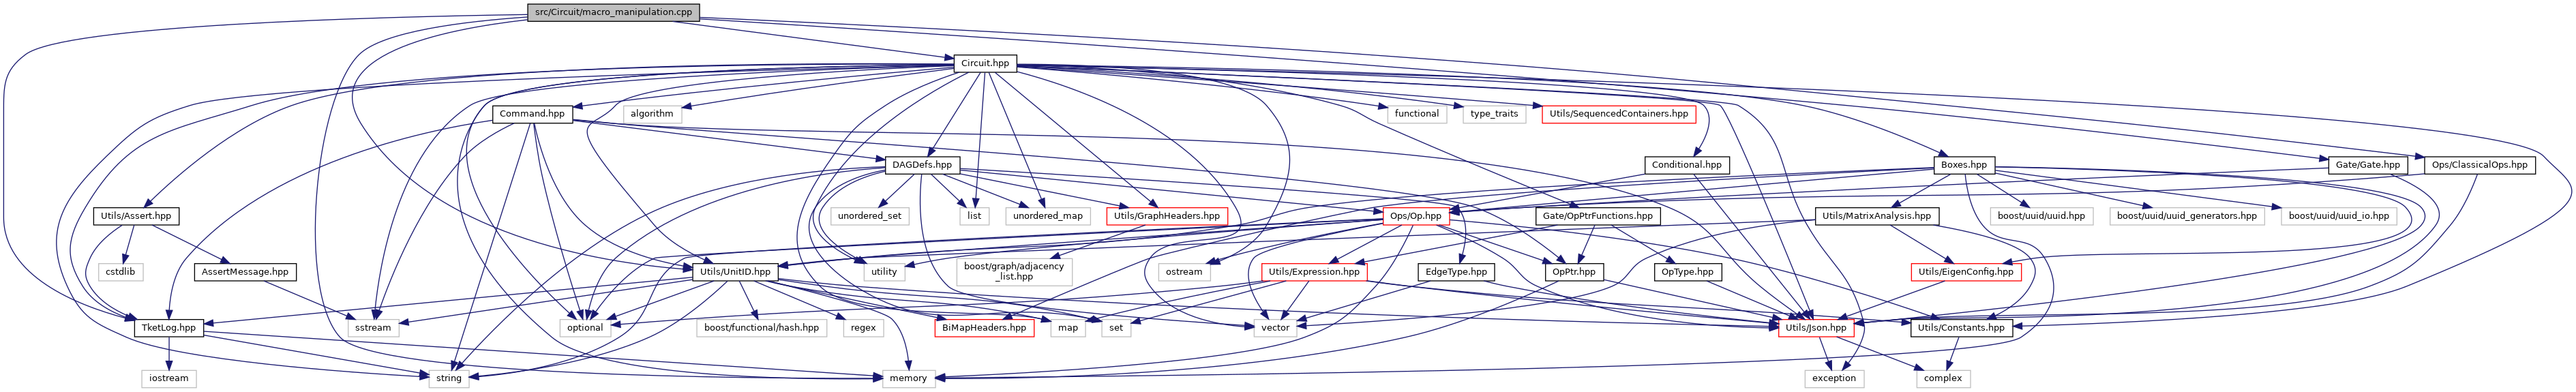 src/Circuit/macro_manipulation.cpp
Circuit.hpp
Command.hpp
algorithm
functional
type_traits
Utils/SequencedContainers.hpp
DAGDefs.hpp
Conditional.hpp
Boxes.hpp
Gate/Gate.hpp
Ops/ClassicalOps.hpp
Utils/Assert.hpp
unordered_set
list
unordered_map
Utils/GraphHeaders.hpp
Ops/Op.hpp
Gate/OpPtrFunctions.hpp
Utils/MatrixAnalysis.hpp
boost/uuid/uuid.hpp
boost/uuid/uuid_generators.hpp
boost/uuid/uuid_io.hpp
cstdlib
AssertMessage.hpp
Utils/UnitID.hpp
utility
boost/graph/adjacency
_list.hpp
ostream
Utils/Expression.hpp
EdgeType.hpp
OpPtr.hpp
OpType.hpp
Utils/EigenConfig.hpp
TketLog.hpp
sstream
optional
boost/functional/hash.hpp
regex
BiMapHeaders.hpp
map
set
vector
Utils/Json.hpp
Utils/Constants.hpp
iostream
string
memory
exception
complex